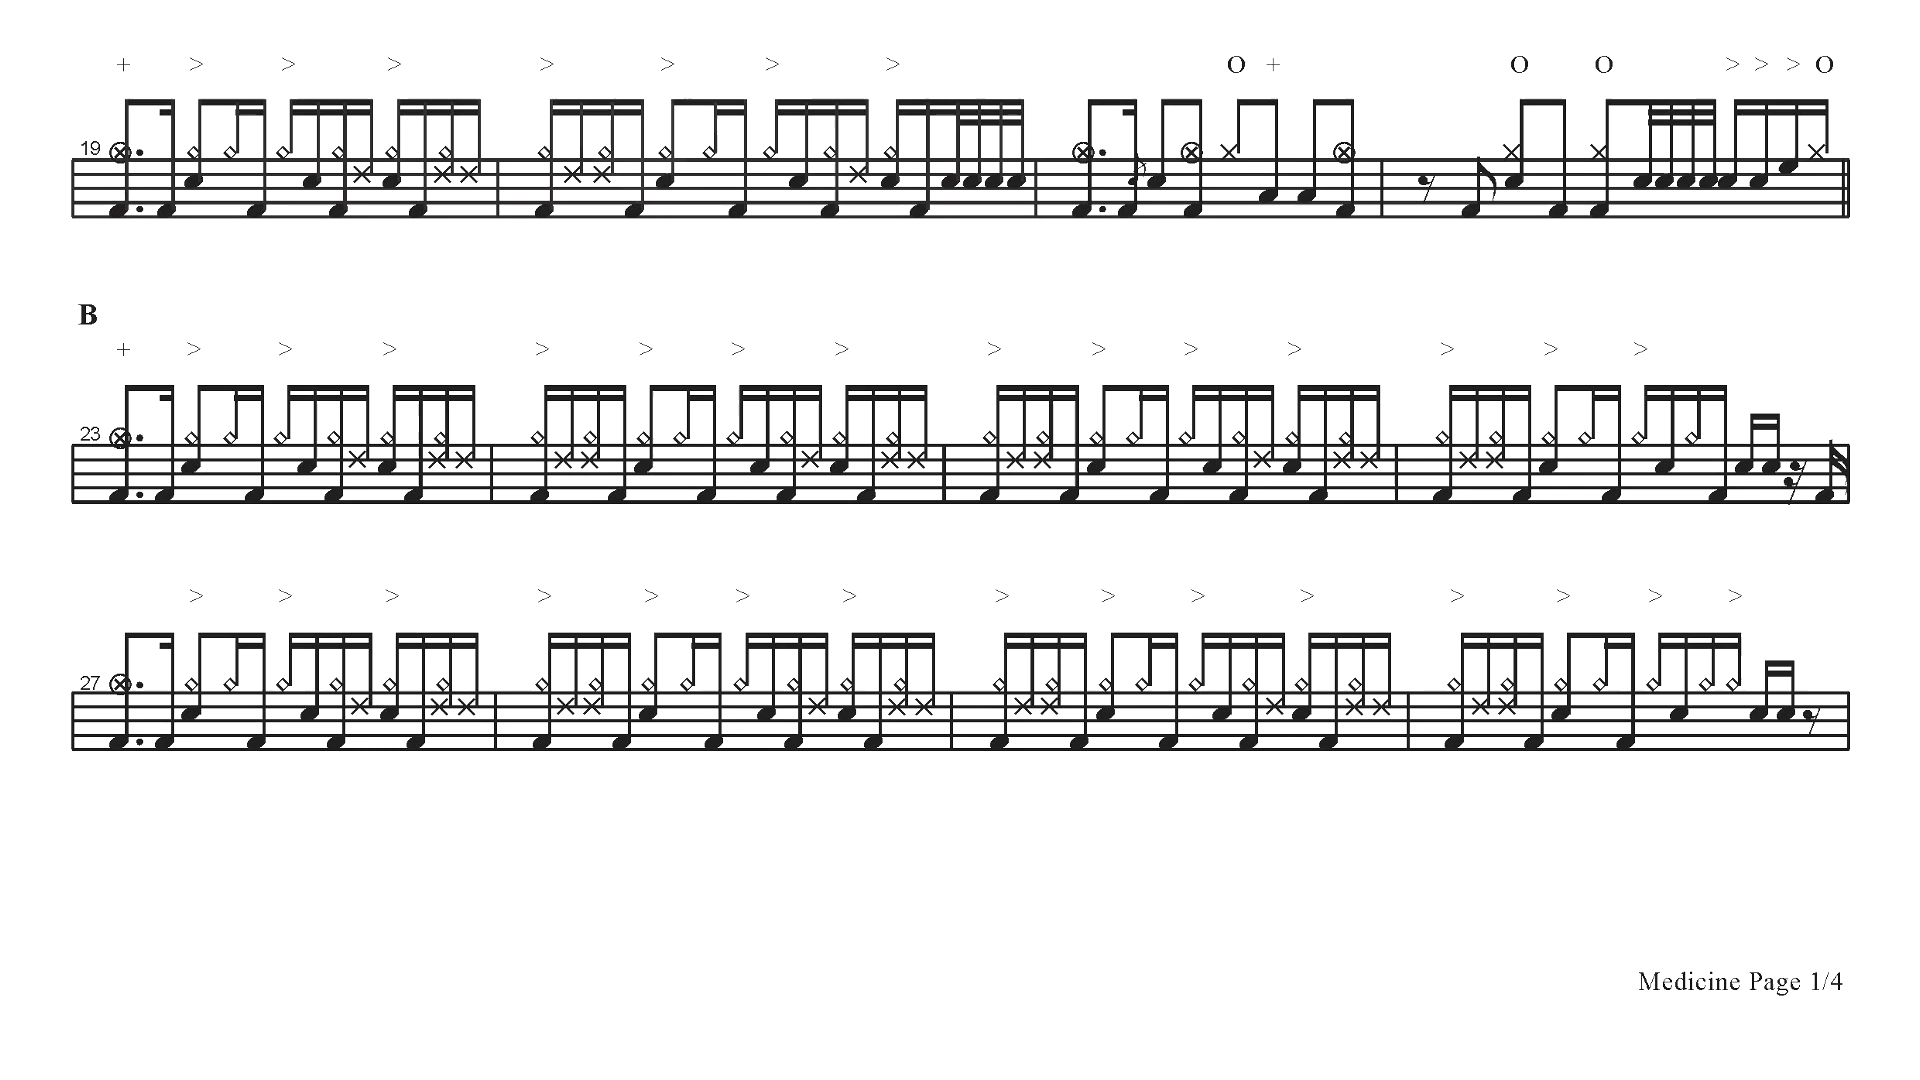 + > > > > > > > O + O O > > > O
19
B
+ > > > > > > > > > > > > > >
23
> > > > > > > > > > > > > > >
27
Medicine Page 1/4